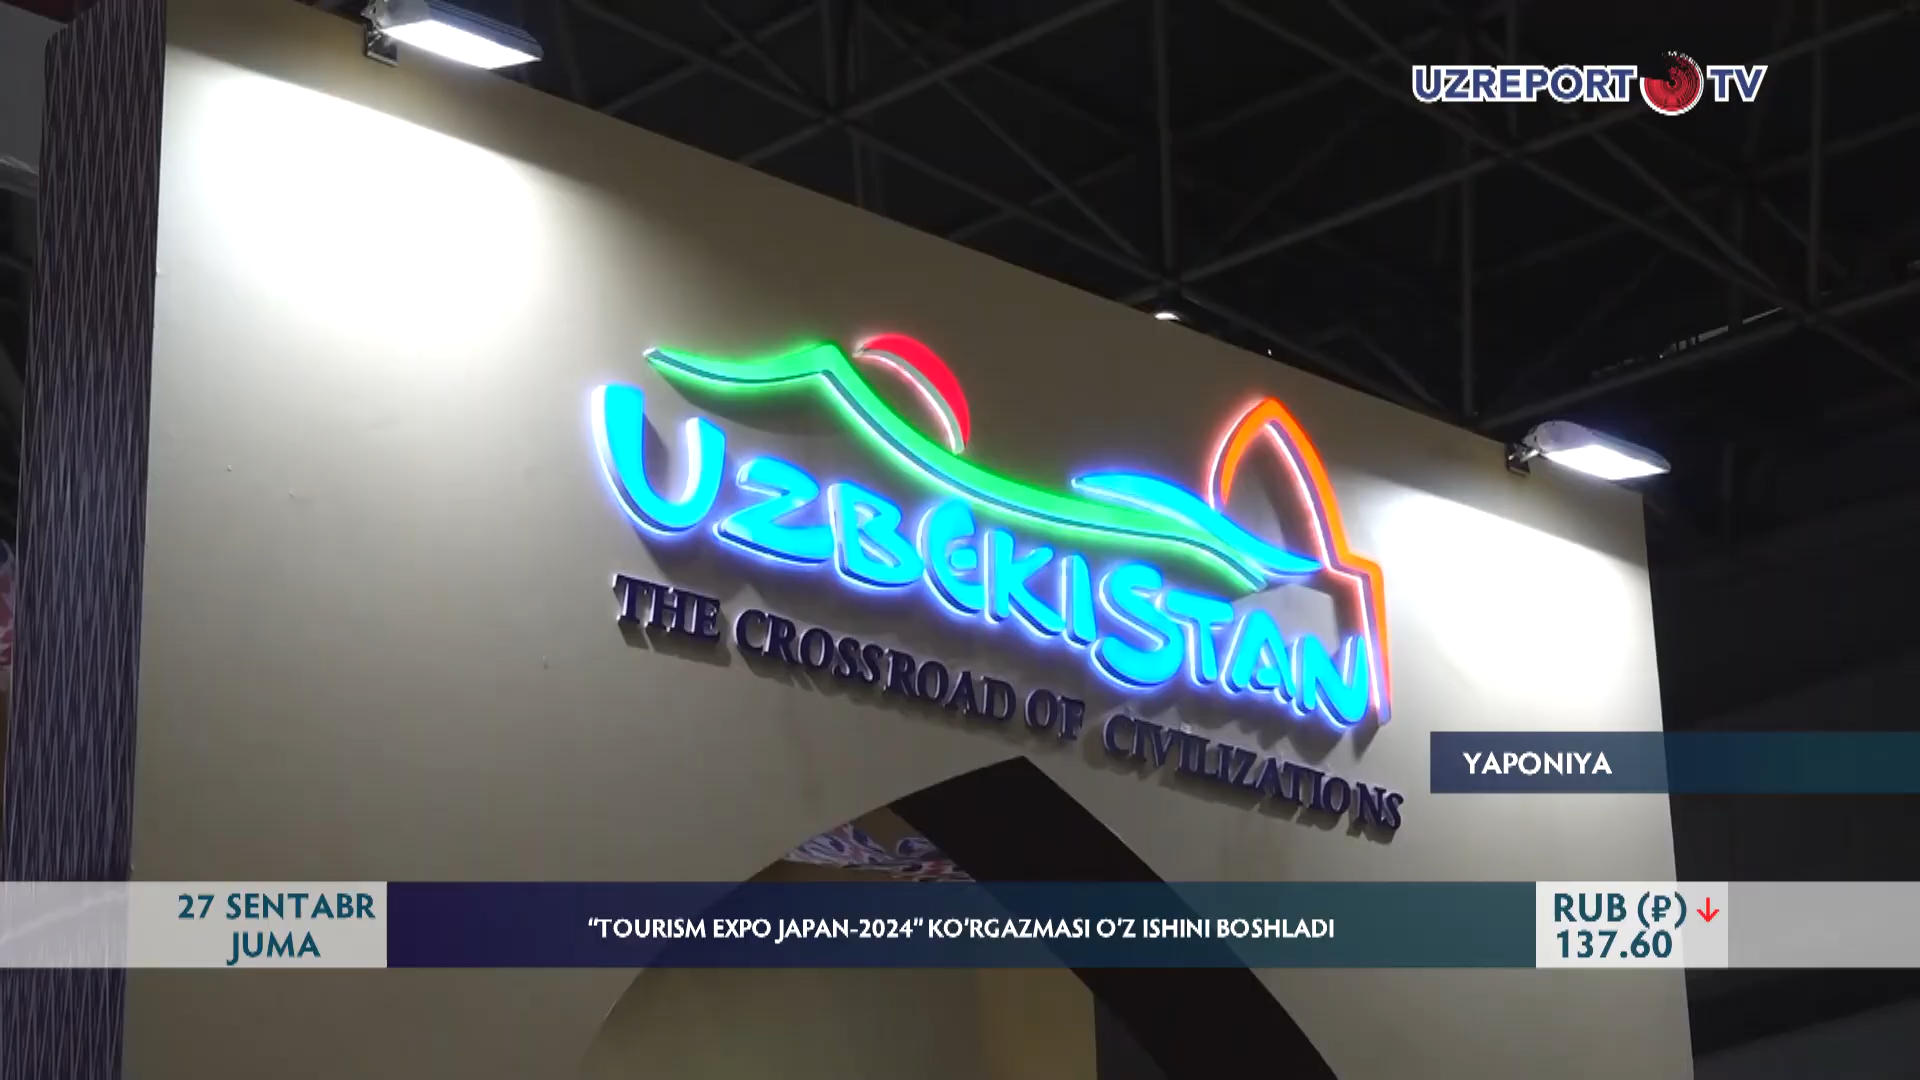 UZREPORT TV
UZBEKISTAN
THE CROSSROAD OF CIVILIZATIONS
YAPONIYA
27 SENTABR
JUMA
“TOURISM EXPO JAPAN-2024” KO‘RGAZMASI O‘Z ISHINI BOSHLADI
RUB (₽) ↓
137.60